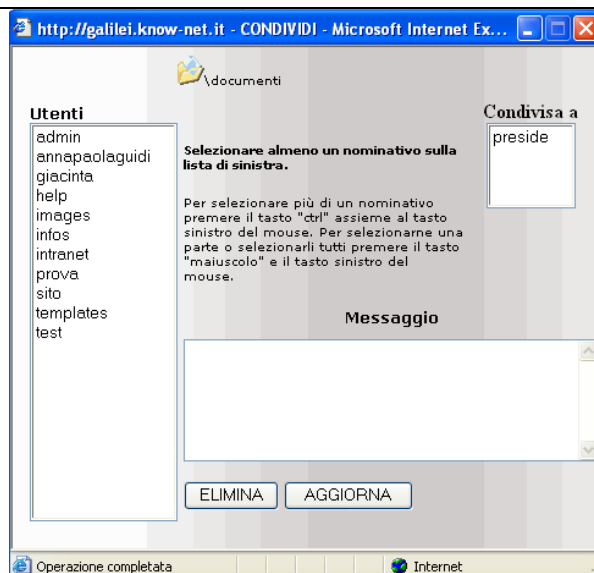 http://galilei.know-net.it - CONDIVIDI - Microsoft Internet Ex...
\documenti
Utenti
admin
annapaolaguidi
giacinta
help
images
infos
intranet
prova
sito
templates
test
Selezionare almeno un nominativo sulla
lista di sinistra.
Per selezionare più di un nominativo
premere il tasto "ctrl" assieme al tasto
sinistro del mouse. Per selezionarne una
parte o selezionarli tutti premere il tasto
"maiuscolo" e il tasto sinistro del
mouse.
Condivisa a
preside
Messaggio
ELIMINA
AGGIORNA
Operazione completata
Internet